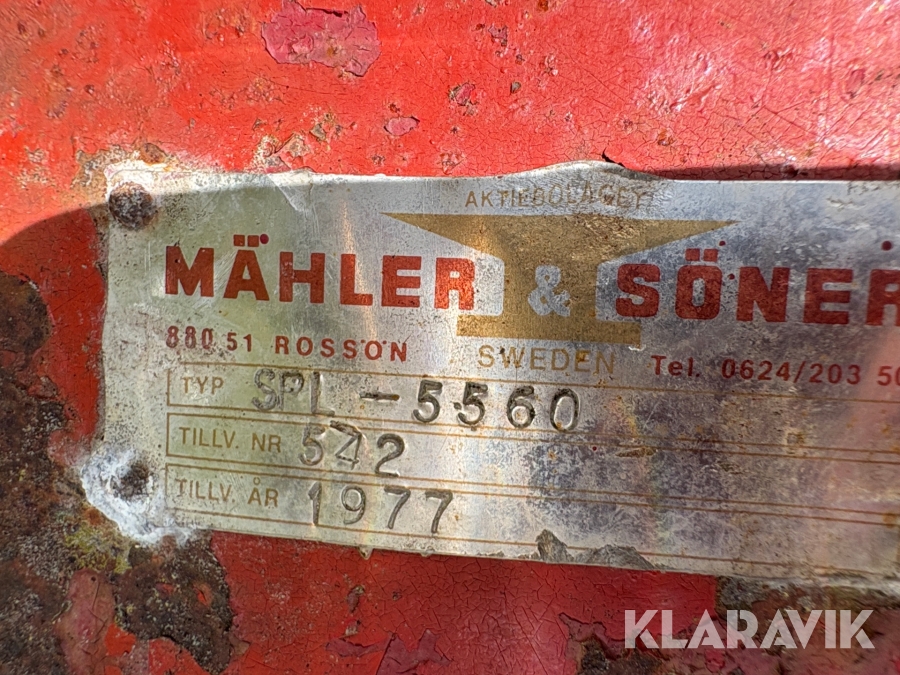 AKTIEBOLAGET
MÄHLER & SÖNER
880 51 ROSSÖN SWEDEN Tel. 0624/203 50
TYP SPL-5560
TILLV. NR 542
TILLV. ÅR 1977
KLARAVIK